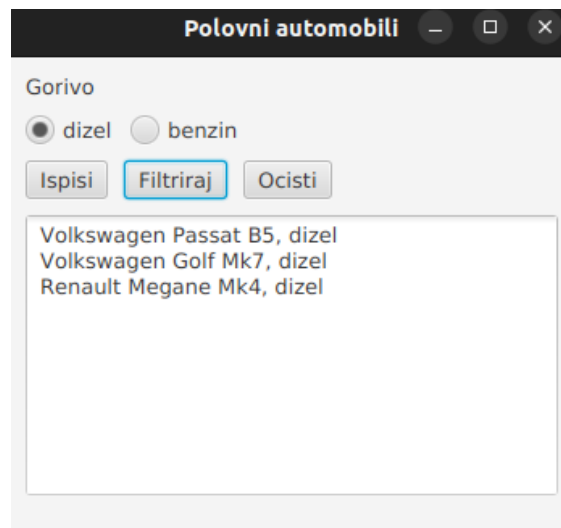 Polovni automobili
Gorivo
dizel benzin
Ispisi Filtriraj Ocisti
Volkswagen Passat B5, dizel
Volkswagen Golf Mk7, dizel
Renault Megane Mk4, dizel